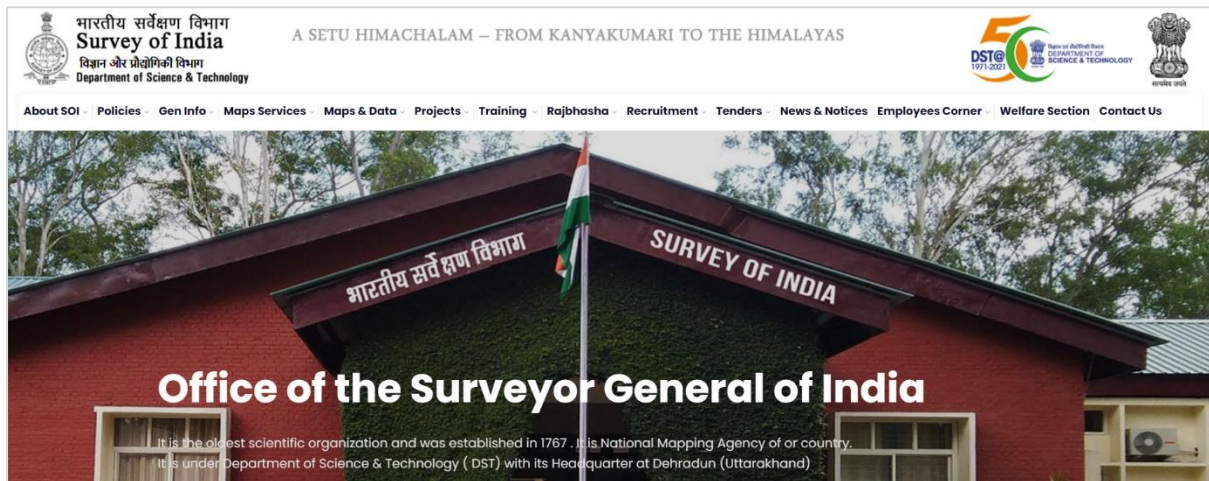 भारतीय सर्वेक्षण विभाग
Survey of India
विज्ञान और प्रौद्योगिकी विभाग
Department of Science & Technology
A SETU HIMACHALAM – FROM KANYAKUMARI TO THE HIMALAYAS
DST@
1971-2021
विज्ञान एवं प्रौद्योगिकी विभाग
DEPARTMENT OF
SCIENCE & TECHNOLOGY
सत्यमेव जयते
About SOI Policies Gen Info Maps Services Maps & Data Projects Training Rajbhasha Recruitment Tenders News & Notices Employees Corner Welfare Section Contact Us
भारतीय सर्वेक्षण विभाग
SURVEY OF INDIA
Office of the Surveyor General of India
It is the oldest scientific organization and was established in 1767 . It is National Mapping Agency of or country.
It is under Department of Science & Technology ( DST) with its Headquarter at Dehradun (Uttarakhand)